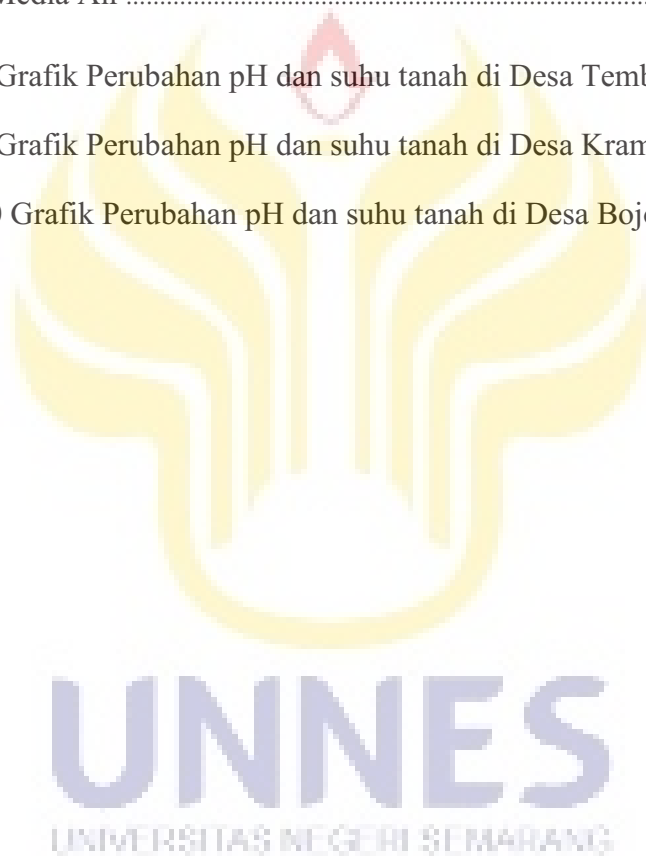 Media Air ........................................................................................
Grafik Perubahan pH dan suhu tanah di Desa Temb
Grafik Perubahan pH dan suhu tanah di Desa Kram
Grafik Perubahan pH dan suhu tanah di Desa Boj
UNNES
UNIVERSITAS NEGERI SEMARANG